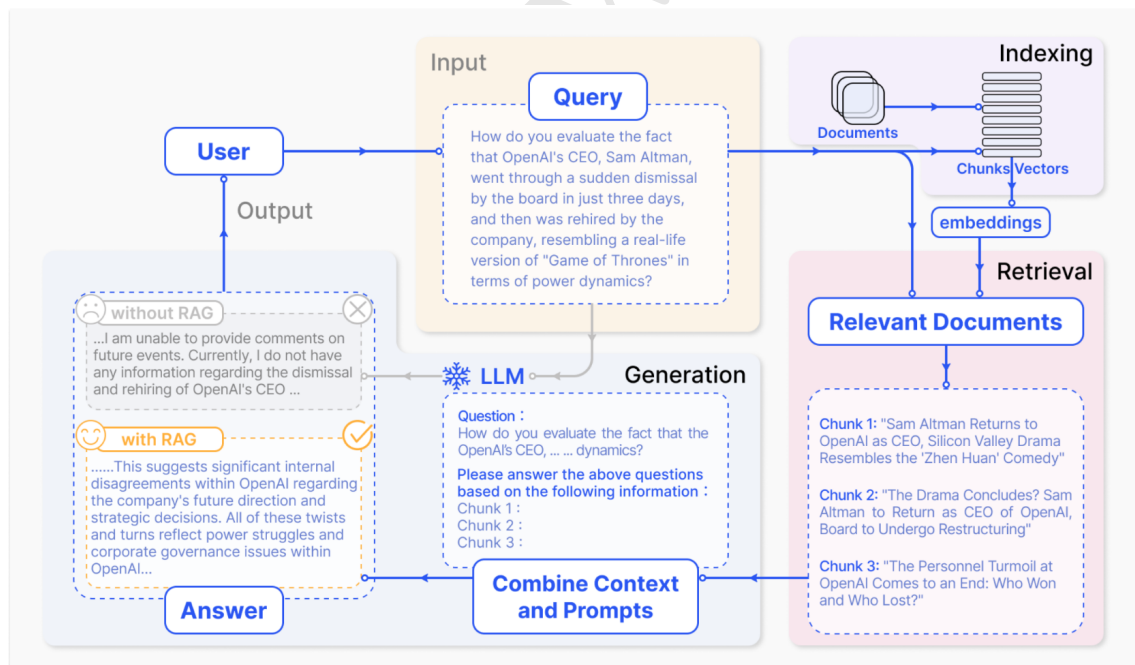 Input
Query
How do you evaluate the fact
that OpenAI's CEO, Sam Altman,
went through a sudden dismissal
by the board in just three days,
and then was rehired by the
company, resembling a real-life
version of "Game of Thrones" in
terms of power dynamics?
Indexing
Documents
Chunks Vectors
embeddings
User
Output
Retrieval
Relevant Documents
Chunk 1: "Sam Altman Returns to
OpenAI as CEO, Silicon Valley Drama
Resembles the 'Zhen Huan' Comedy"
Chunk 2: "The Drama Concludes? Sam
Altman to Return as CEO of OpenAI,
Board to Undergo Restructuring"
Chunk 3: "The Personnel Turmoil at
OpenAI Comes to an End: Who Won
and Who Lost?"
LLM
Generation
Question :
How do you evaluate the fact that the
OpenAI's CEO, ... ... dynamics?
Please answer the above questions
based on the following information :
Chunk 1 :
Chunk 2 :
Chunk 3 :
Combine Context
and Prompts
without RAG
...I am unable to provide comments on
future events. Currently, I do not have
any information regarding the dismissal
and rehiring of OpenAI's CEO ...
with RAG
......This suggests significant internal
disagreements within OpenAI regarding
the company's future direction and
strategic decisions. All of these twists
and turns reflect power struggles and
corporate governance issues within
OpenAI...
Answer